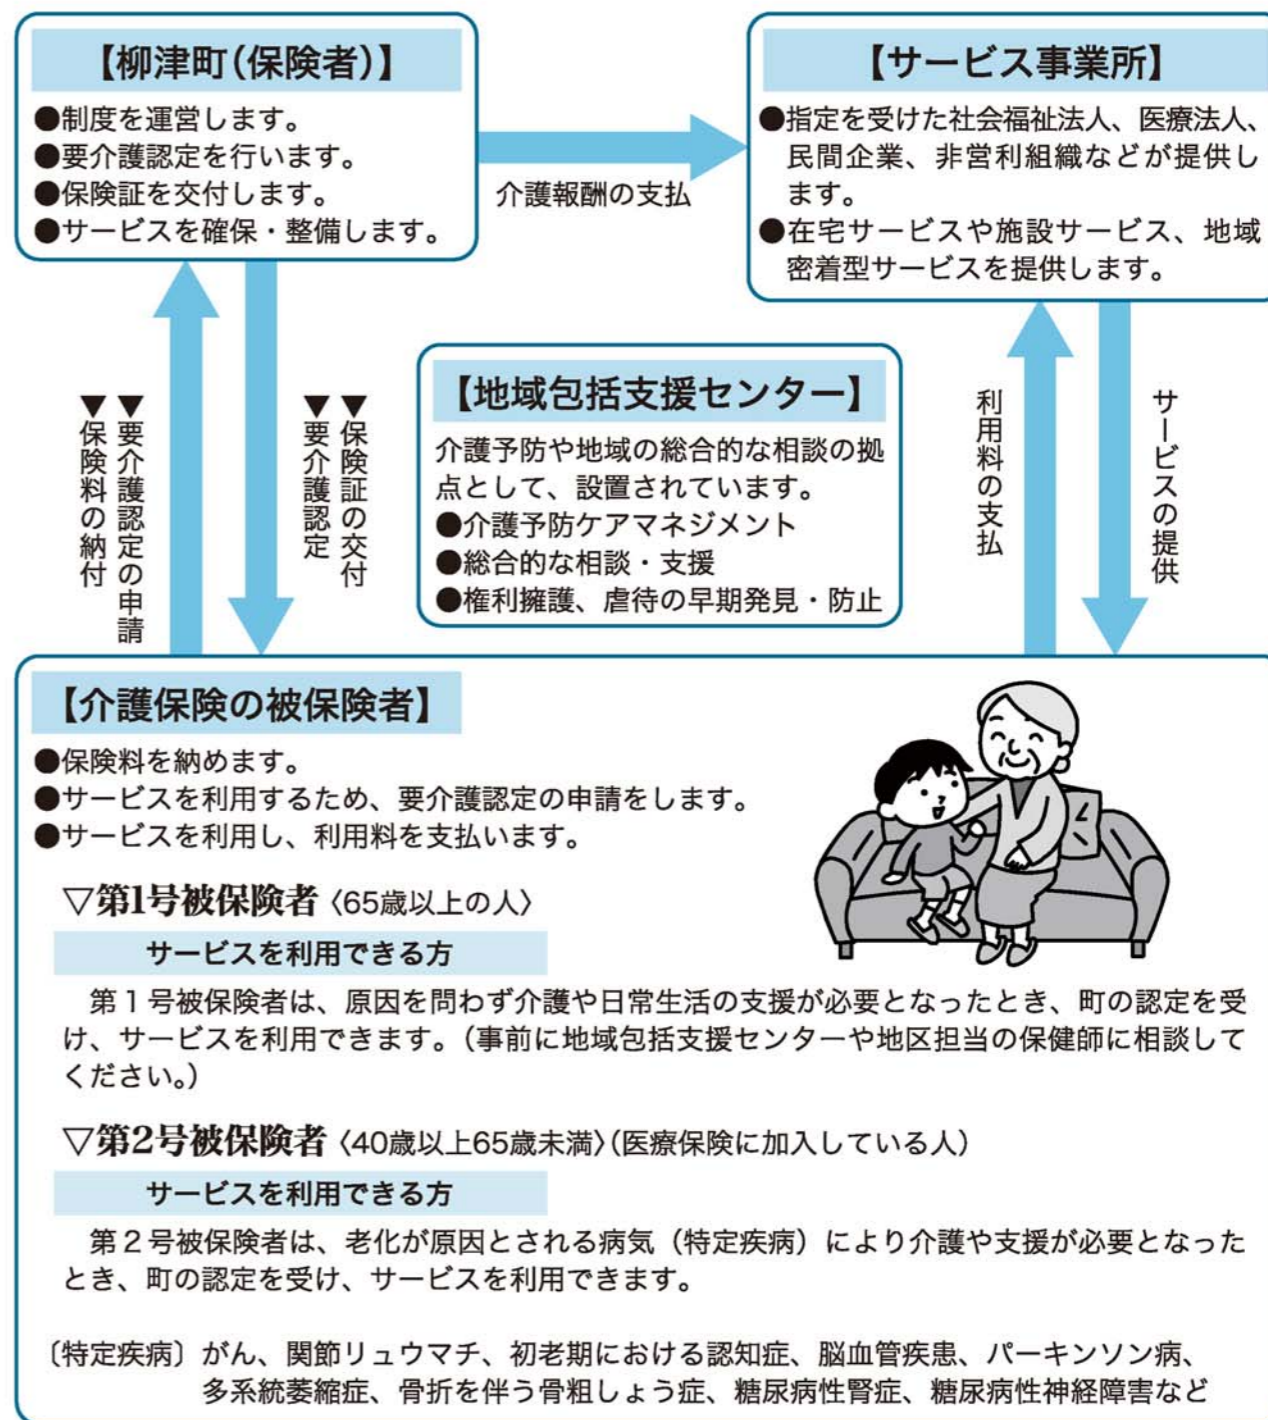 【柳津町(保険者)】
●制度を運営します。
●要介護認定を行います。
●保険証を交付します。
●サービスを確保・整備します。
介護報酬の支払
【サービス事業所】
●指定を受けた社会福祉法人、医療法人、
民間企業、非営利組織などが提供し
ます。
●在宅サービスや施設サービス、地域
密着型サービスを提供します。
▼要介護認定の申請
▼保険料の納付
▼保険証の交付
▼要介護認定
【地域包括支援センター】
介護予防や地域の総合的な相談の拠
点として、設置されています。
●介護予防ケアマネジメント
●総合的な相談・支援
●権利擁護、虐待の早期発見・防止
利用料の支払
サービスの提供
【介護保険の被保険者】
●保険料を納めます。
●サービスを利用するため、要介護認定の申請をします。
●サービスを利用し、利用料を支払います。
▽第1号被保険者〈65歳以上の人〉
サービスを利用できる方
第1号被保険者は、原因を問わず介護や日常生活の支援が必要となったとき、町の認定を受
け、サービスを利用できます。(事前に地域包括支援センターや地区担当の保健師に相談して
ください。)
▽第2号被保険者〈40歳以上65歳未満〉(医療保険に加入している人)
サービスを利用できる方
第2号被保険者は、老化が原因とされる病気(特定疾病)により介護や支援が必要となった
とき、町の認定を受け、サービスを利用できます。
〔特定疾病〕がん、関節リュウマチ、初老期における認知症、脳血管疾患、パーキンソン病、
多系統萎縮症、骨折を伴う骨粗しょう症、糖尿病性腎症、糖尿病性神経障害など